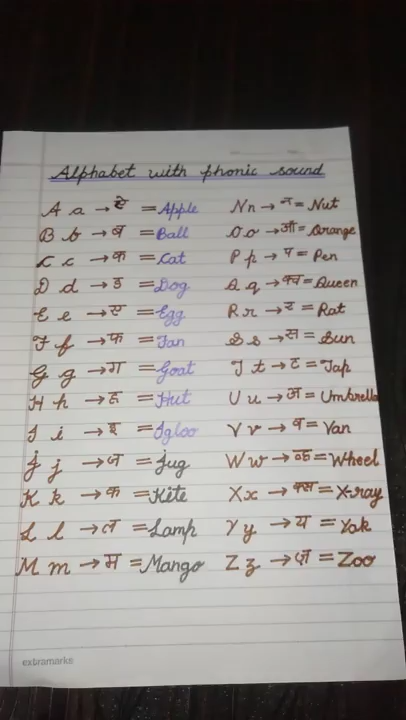 Alphabet with phonic sound
A a → ऐ = Apple
B b → ब = Ball
C c → क = Cat
D d → ड = Dog
E e → ए = Egg
F f → फ = Fan
G g → ग = Goat
H h → ह = Hut
I i → इ = Igloo
J j → ज = Jug
K k → क = Kite
L l → ल = Lamp
M m → म = Mango
N n → न = Nut
O o → ऑ = Orange
P p → प = Pen
Q q → क्व = Queen
R r → र = Rat
S s → स = Sun
T t → ट = Tap
U u → अ = Umbrella
V v → व = Van
W w → = Wheel
X x → क्स = X-ray
Y y → य = Yak
Z z → ज़ = Zoo
extramarks